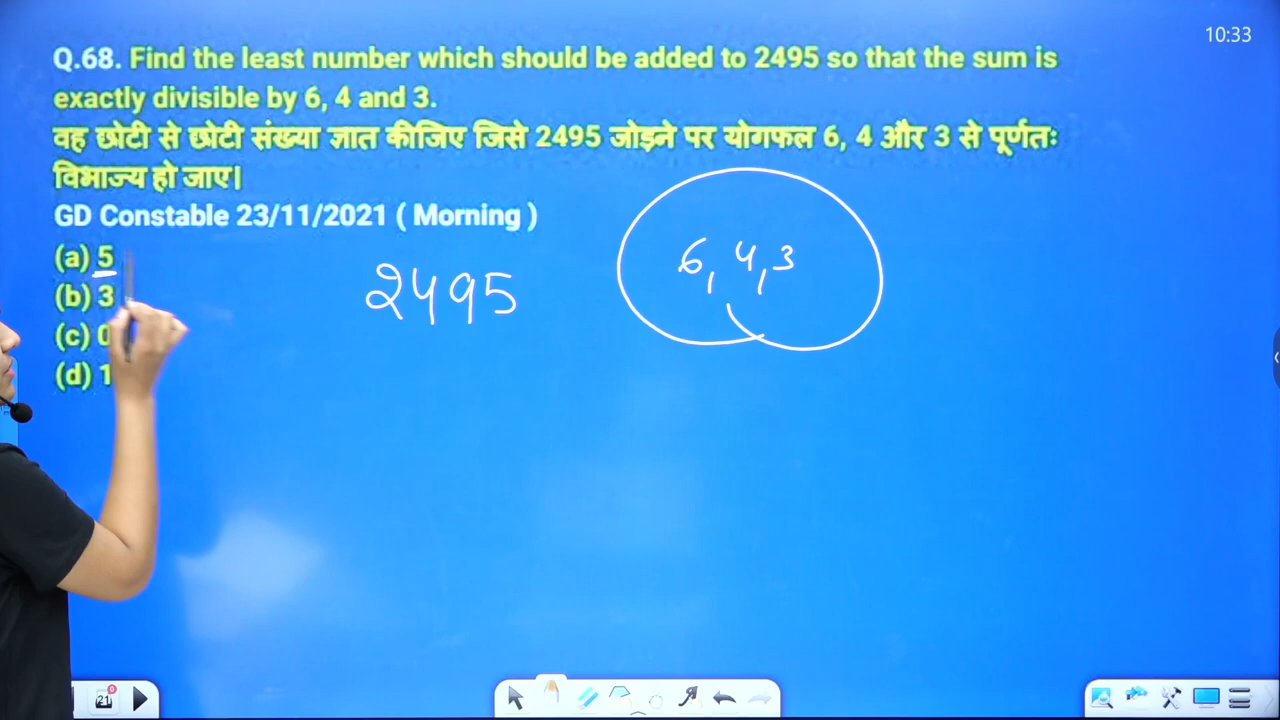 10:33
Q.68. Find the least number which should be added to 2495 so that the sum is
exactly divisible by 6, 4 and 3.
वह छोटी से छोटी संख्या ज्ञात कीजिए जिसे 2495 जोड़ने पर योगफल 6, 4 और 3 से पूर्णतः
विभाज्य हो जाए।
GD Constable 23/11/2021 ( Morning )
(a) 5
(b) 3
(c) 0
(d) 1
2495
6, 4, 3
21